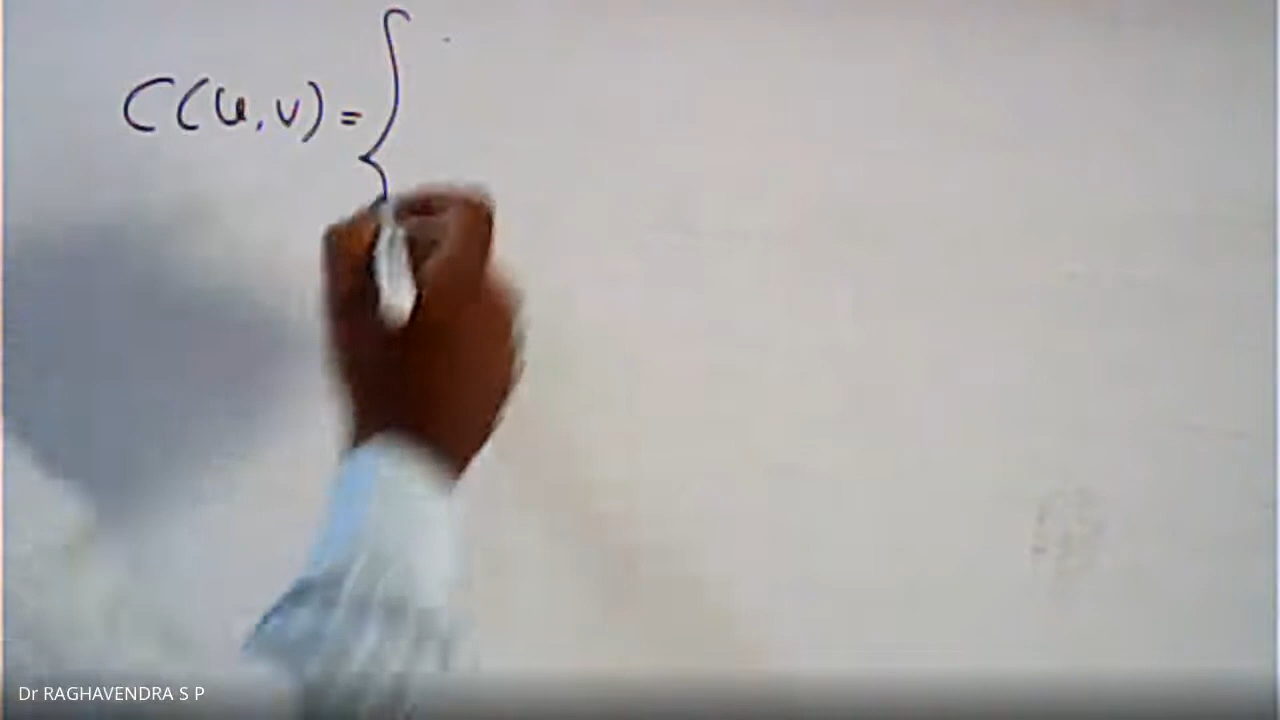 C(u,v) = {
Dr RAGHAVENDRA S P